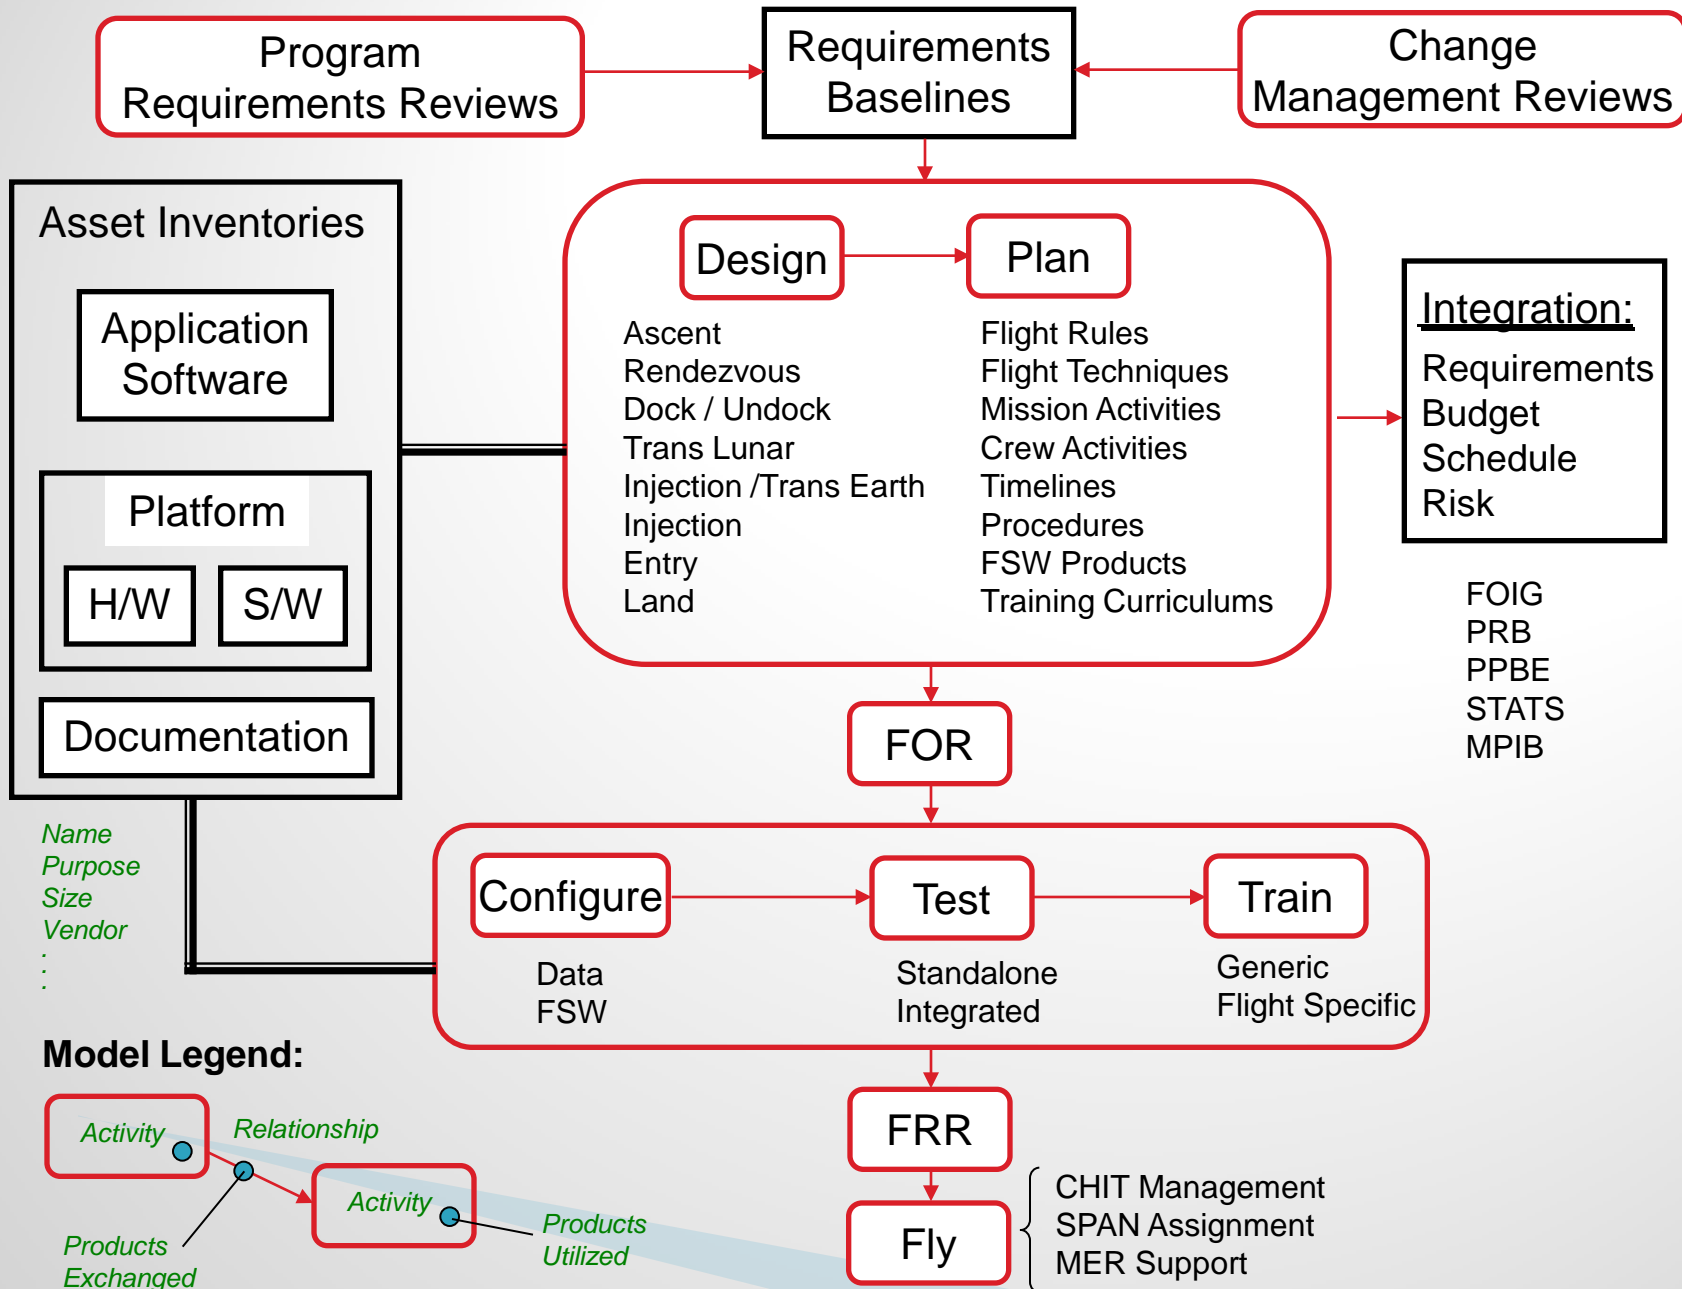 Program
Requirements Reviews
Requirements
Baselines
Change
Management Reviews
Asset Inventories
Application
Software
Platform
H/W
S/W
Documentation
Name
Purpose
Size
Vendor
.
.
.
Design
Ascent
Rendezvous
Dock / Undock
Trans Lunar
Injection /Trans Earth
Injection
Entry
Land
Plan
Flight Rules
Flight Techniques
Mission Activities
Crew Activities
Timelines
Procedures
FSW Products
Training Curriculums
Integration:
Requirements
Budget
Schedule
Risk
FOIG
PRB
PPBE
STATS
MPIB
FOR
Configure
Data
FSW
Test
Standalone
Integrated
Train
Generic
Flight Specific
FRR
Fly
CHIT Management
SPAN Assignment
MER Support
Model Legend:
Activity
Relationship
Activity
Products
Exchanged
Products
Utilized